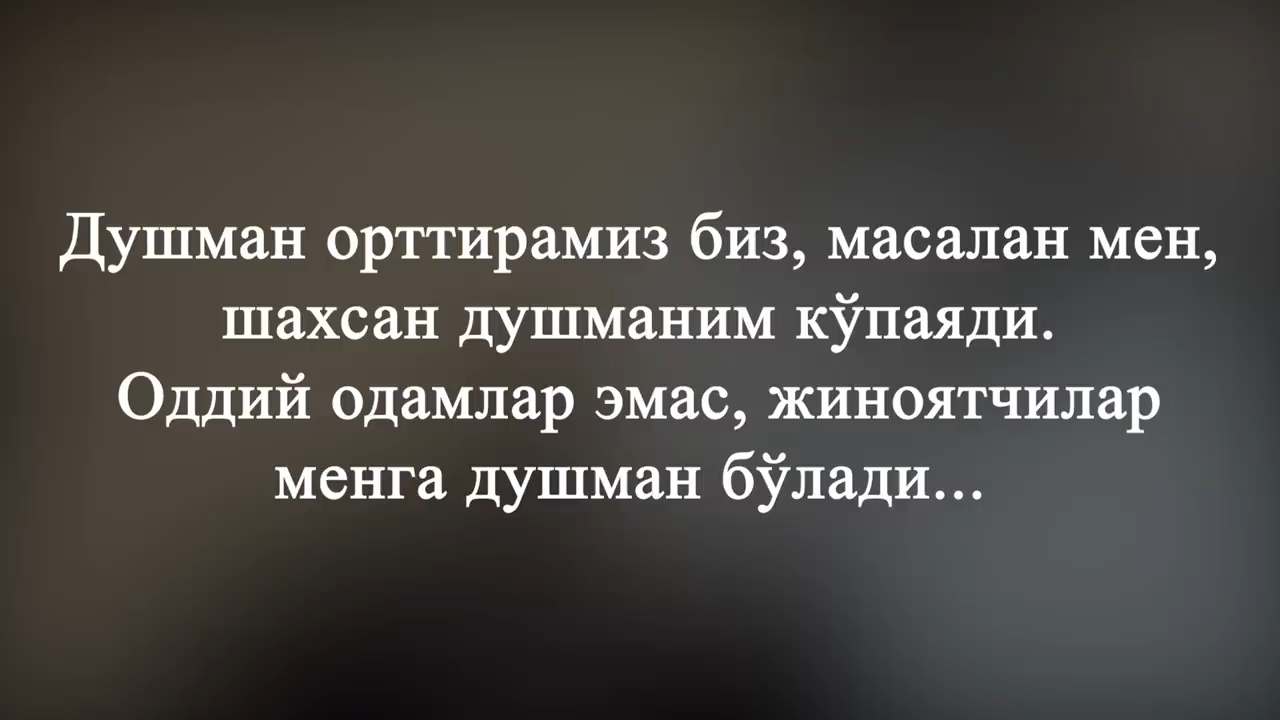 Душман орттирамиз биз, масалан мен,
шахсан душманим кўпаяди.
Оддий одамлар эмас, жиноятчилар
менга душман бўлади...